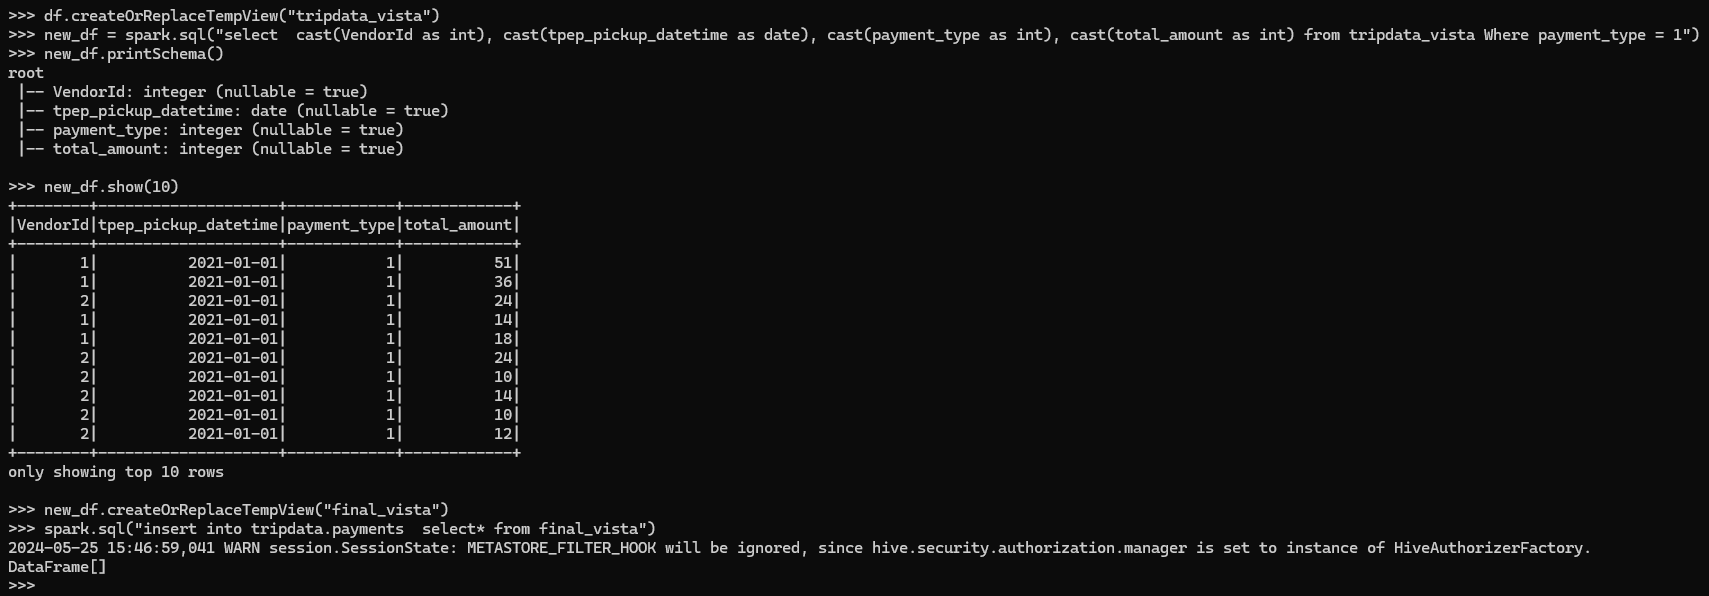 >>> df.createOrReplaceTempView("tripdata_vista")
>>> new_df = spark.sql("select  cast(VendorId as int), cast(tpep_pickup_datetime as date), cast(payment_type as int), cast(total_amount as int) from tripdata_vista Where payment_type = 1")
>>> new_df.printSchema()
root
 |-- VendorId: integer (nullable = true)
 |-- tpep_pickup_datetime: date (nullable = true)
 |-- payment_type: integer (nullable = true)
 |-- total_amount: integer (nullable = true)

>>> new_df.show(10)
+--------+--------------------+------------+------------+
|VendorId|tpep_pickup_datetime|payment_type|total_amount|
+--------+--------------------+------------+------------+
|       1|          2021-01-01|           1|          51|
|       1|          2021-01-01|           1|          36|
|       2|          2021-01-01|           1|          24|
|       1|          2021-01-01|           1|          14|
|       1|          2021-01-01|           1|          18|
|       2|          2021-01-01|           1|          24|
|       2|          2021-01-01|           1|          10|
|       2|          2021-01-01|           1|          14|
|       2|          2021-01-01|           1|          10|
|       2|          2021-01-01|           1|          12|
+--------+--------------------+------------+------------+
only showing top 10 rows

>>> new_df.createOrReplaceTempView("final_vista")
>>> spark.sql("insert into tripdata.payments  select* from final_vista")
2024-05-25 15:46:59,041 WARN session.SessionState: METASTORE_FILTER_HOOK will be ignored, since hive.security.authorization.manager is set to instance of HiveAuthorizerFactory.
DataFrame[]
>>>